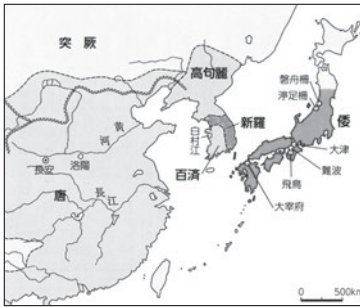 突 厥
高句麗
磐舟柵
渟足柵
新羅
倭
黄
河
白村江
大津
長安
洛陽
百済
難波
唐
長
江
飛鳥
大宰府
0 500km